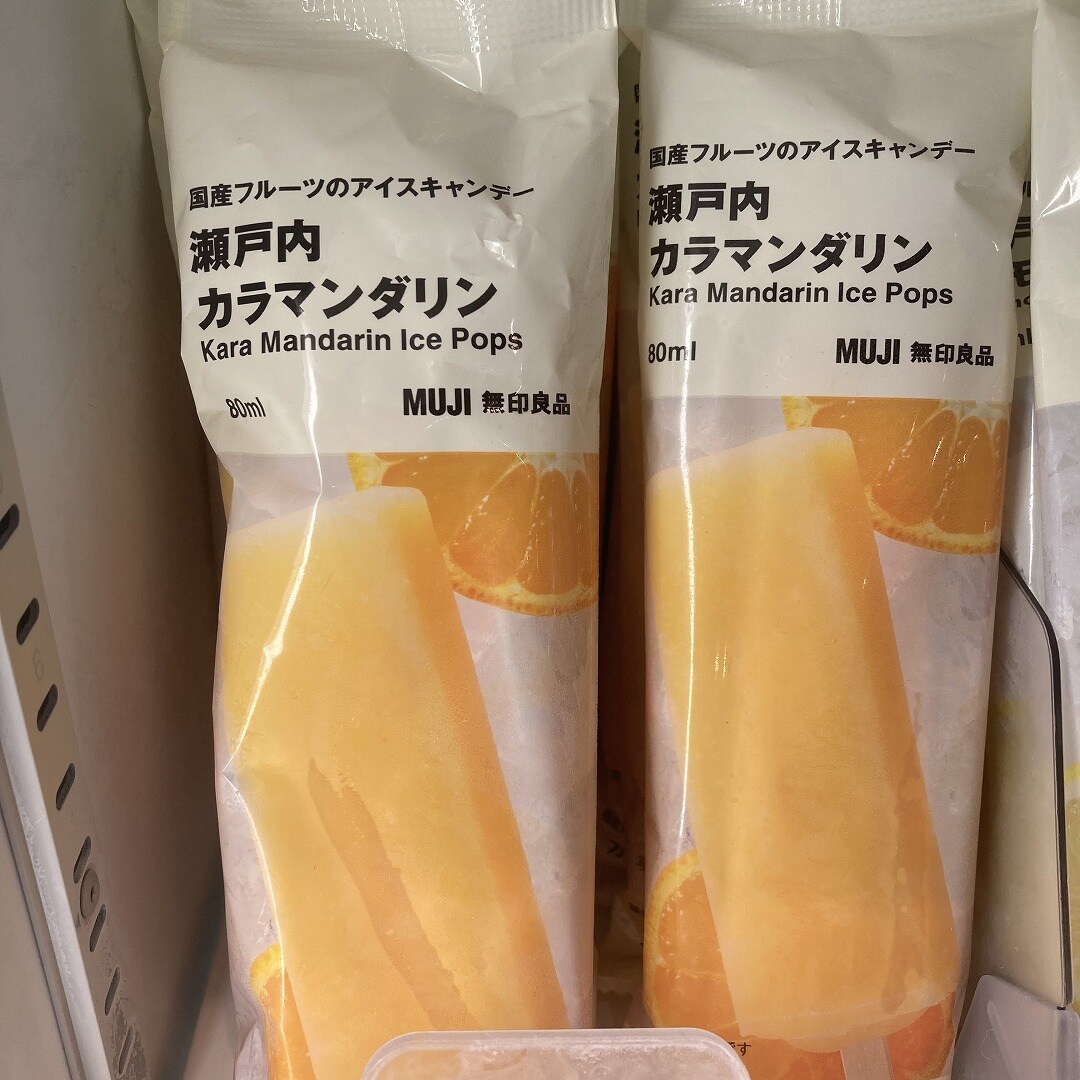 国産フルーツのアイスキャンデー
瀬戸内
カラマンダリン
Kara Mandarin Ice Pops
80ml
MUJI 無印良品
国産フルーツのアイスキャンデー
瀬戸内
カラマンダリン
Kara Mandarin Ice Pops
80ml
MUJI 無印良品